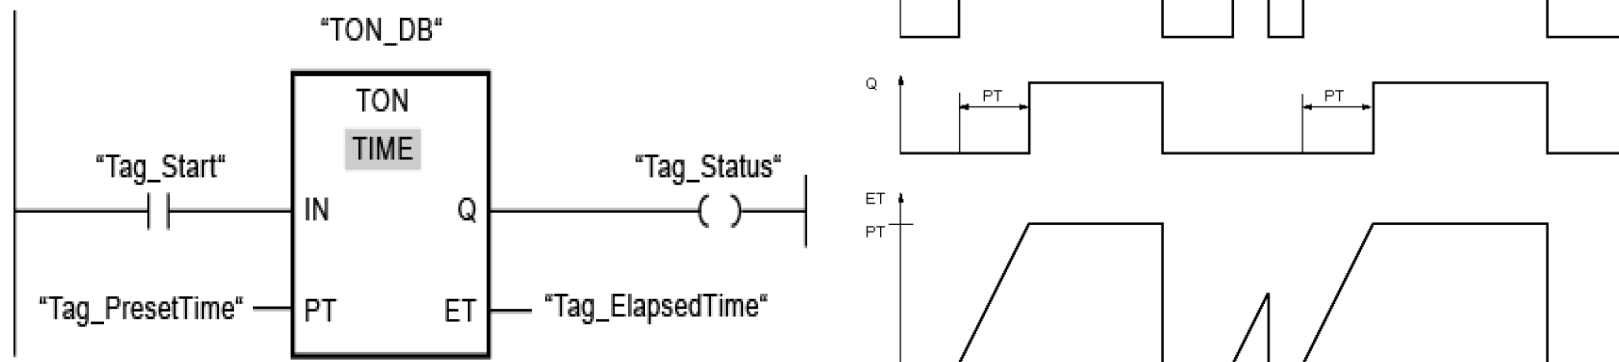 “TON_DB“
TON
TIME
“Tag_Start“
“Tag_Status“
IN
Q
“Tag_PresetTime“
PT
ET
“Tag_ElapsedTime“
Q
PT
PT
ET
PT